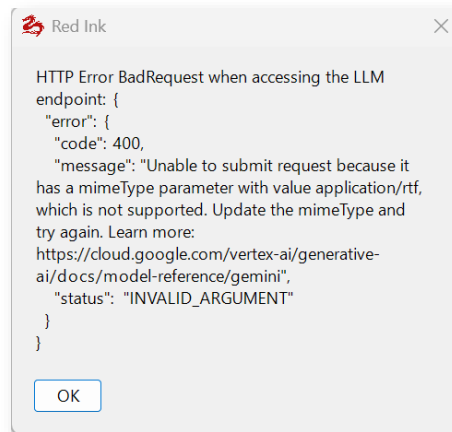 Red Ink
HTTP Error BadRequest when accessing the LLM
endpoint: {
  "error": {
    "code": 400,
    "message": "Unable to submit request because it
has a mimeType parameter with value application/rtf,
which is not supported. Update the mimeType and
try again. Learn more:
https://cloud.google.com/vertex-ai/generative-
ai/docs/model-reference/gemini",
    "status":  "INVALID_ARGUMENT"
  }
}
OK